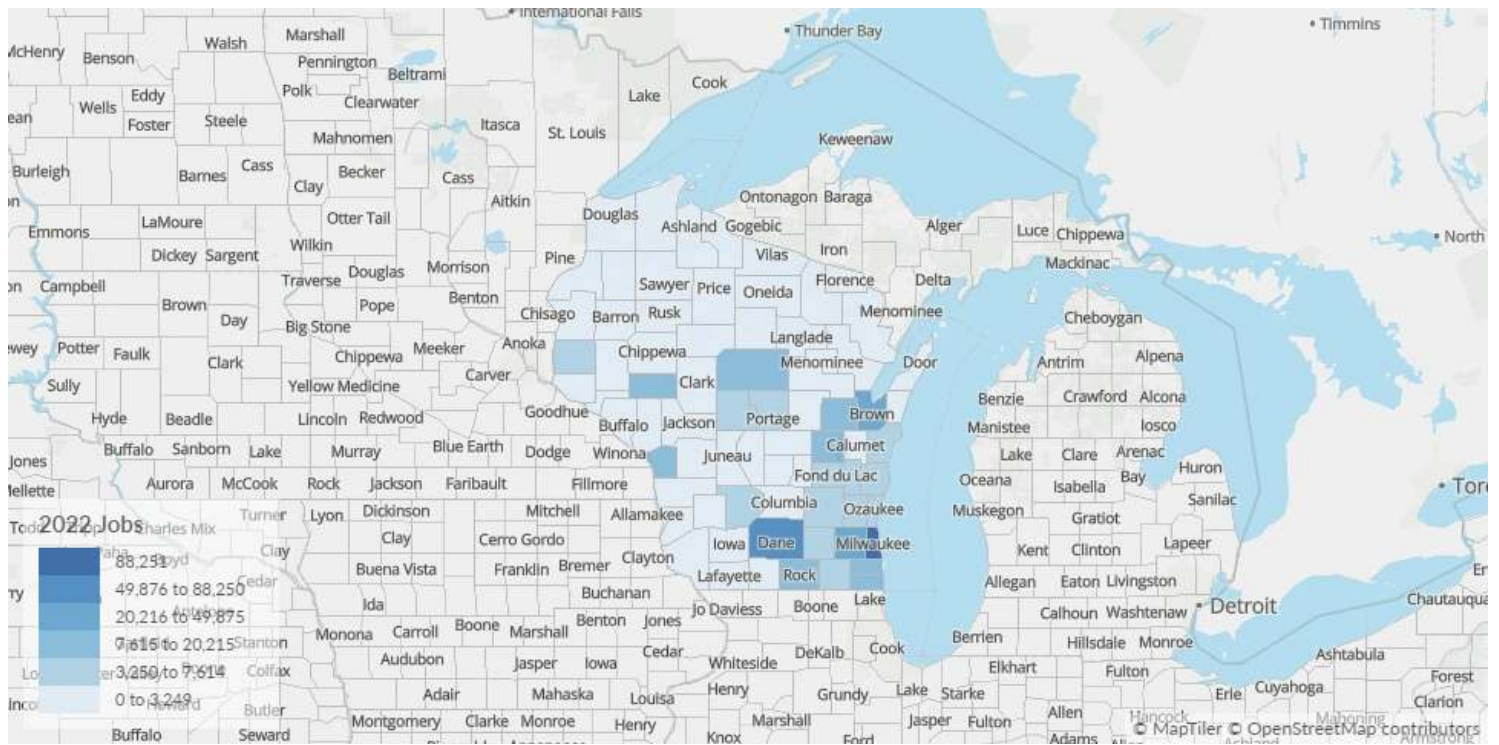 International Falls
Thunder Bay
Timmins
McHenry
Benson
Walsh
Marshall
Pennington
Beltrami
Polk
Clearwater
Eddy
Wells
Foster
Steele
Mahnomen
Lake
Cook
Itasca
St. Louis
Keweenaw
Burleigh
Barnes
Cass
Clay
Becker
Cass
Aitkin
Ontonagon
Baraga
LaMoure
Otter Tail
Douglas
Ashland
Gogebic
Alger
Luce
Chippewa
North
Emmons
Dickey
Sargent
Wilkin
Pine
Vilas
Iron
Mackinac
Campbell
Traverse
Douglas
Morrison
Sawyer
Price
Oneida
Florence
Delta
Brown
Day
Pope
Benton
Chisago
Barron
Rusk
Menominee
Cheboygan
Big Stone
Potter
Faulk
Clark
Chippewa
Meeker
Anoka
Chippewa
Langlade
Menominee
Door
Antrim
Alpena
Sully
Yellow Medicine
Carver
Clark
Benzie
Crawford
Alcona
Hyde
Beadle
Lincoln
Redwood
Goodhue
Buffalo
Jackson
Portage
Brown
Manistee
Iosco
Buffalo
Sanborn
Lake
Murray
Blue Earth
Dodge
Winona
Juneau
Calumet
Lake
Clare
Arenac
Jones
Mellette
Aurora
McCook
Rock
Jackson
Faribault
Fillmore
Fond du Lac
Oceana
Isabella
Bay
Huron
Sanilac
2022 Jobs
Charles Mix
Turner
Lyon
Dickinson
Mitchell
Allamakee
Columbia
Ozaukee
Muskegon
Gratiot
88,251
Clay
Clay
Cerro Gordo
Clayton
Iowa
Dane
Milwaukee
Kent
Clinton
Lapeer
49,876 to 88,250
Cedar
Buena Vista
Franklin
Bremer
Lafayette
Rock
Allegan
Eaton
Livingston
20,216 to 49,875
Antelope
Ida
Buchanan
Jo Daviess
Boone
Lake
Calhoun
Washtenaw
Detroit
Chautauqua
7,615 to 20,215
Stanton
Monona
Carroll
Boone
Marshall
Benton
Jones
Berrien
Hillsdale
Monroe
3,250 to 7,614
Colfax
Audubon
Jasper
Iowa
Cedar
Whiteside
DeKalb
Cook
Elkhart
Fulton
Ashtabula
0 to 3,249
Butler
Adair
Mahaska
Louisa
Henry
Grundy
Lake
Starke
Erie
Cuyahoga
Forest
Clarion
Buffalo
Seward
Montgomery
Clarke
Monroe
Henry
Knox
Marshall
Ford
Jasper
Fulton
Allen
Adams
Hancock
Mahoning
© MapTiler © OpenStreetMap contributors